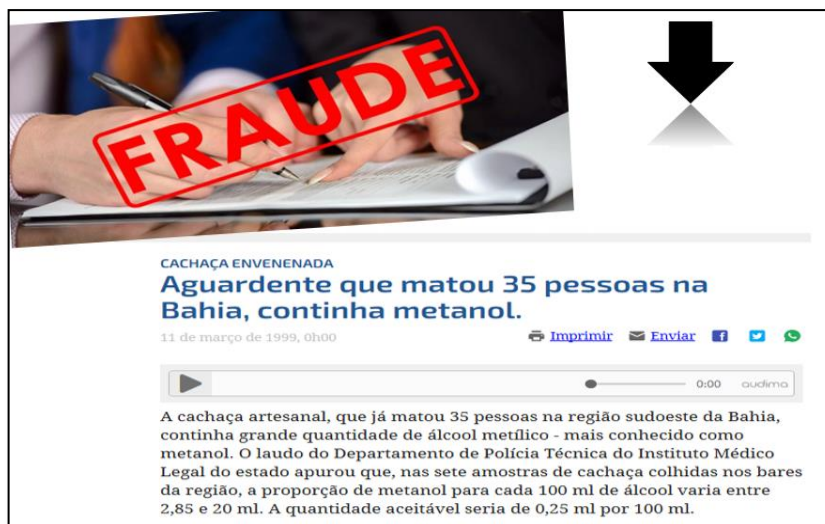 FRAUDE
CACHAÇA ENVENENADA
Aguardente que matou 35 pessoas na
Bahia, continha metanol.
11 de março de 1999, 0h00
Imprimir Enviar
0:00 audima
A cachaça artesanal, que já matou 35 pessoas na região sudoeste da Bahia,
continha grande quantidade de álcool metílico - mais conhecido como
metanol. O laudo do Departamento de Polícia Técnica do Instituto Médico
Legal do estado apurou que, nas sete amostras de cachaça colhidas nos bares
da região, a proporção de metanol para cada 100 ml de álcool varia entre
2,85 e 20 ml. A quantidade aceitável seria de 0,25 ml por 100 ml.